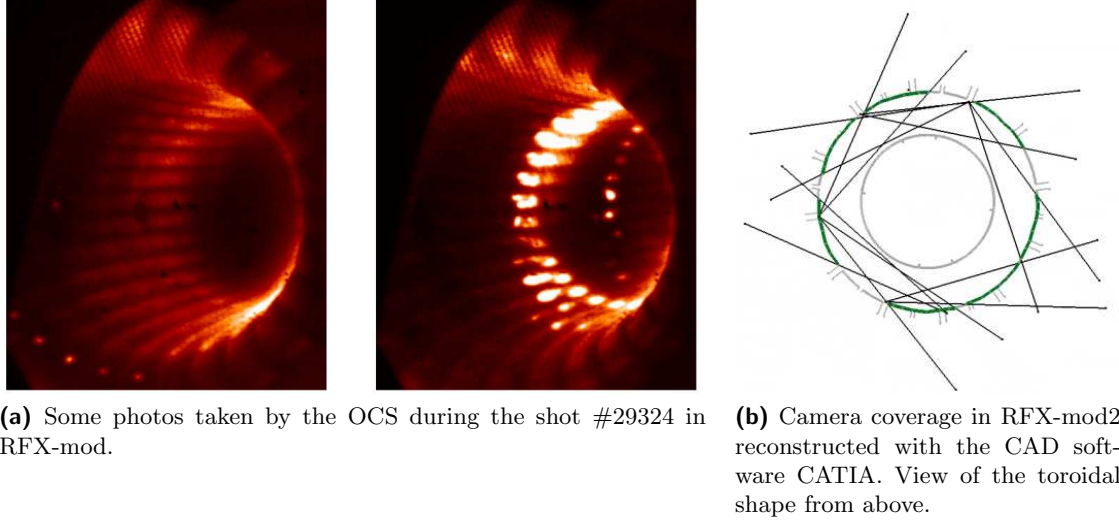 (a) Some photos taken by the OCS during the shot #29324 in
RFX-mod.
(b) Camera coverage in RFX-mod2
reconstructed with the CAD soft-
ware CATIA. View of the toroidal
shape from above.